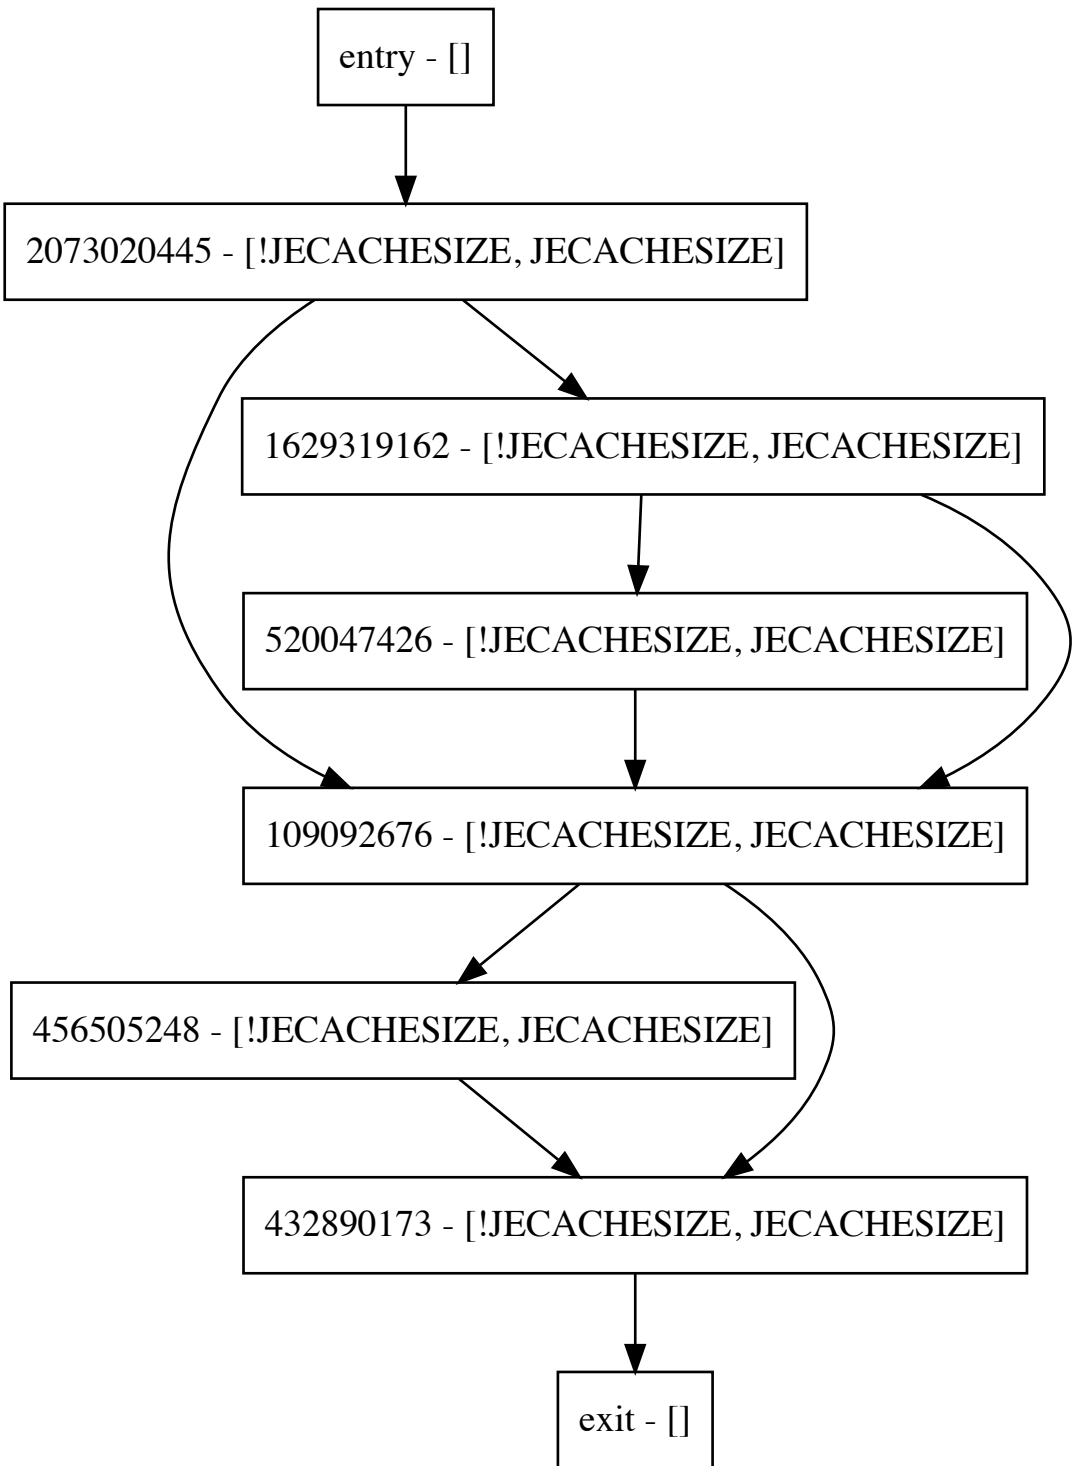 entry - []
2073020445 - [!JECACHESIZE, JECACHESIZE]
1629319162 - [!JECACHESIZE, JECACHESIZE]
520047426 - [!JECACHESIZE, JECACHESIZE]
109092676 - [!JECACHESIZE, JECACHESIZE]
456505248 - [!JECACHESIZE, JECACHESIZE]
432890173 - [!JECACHESIZE, JECACHESIZE]
exit - []